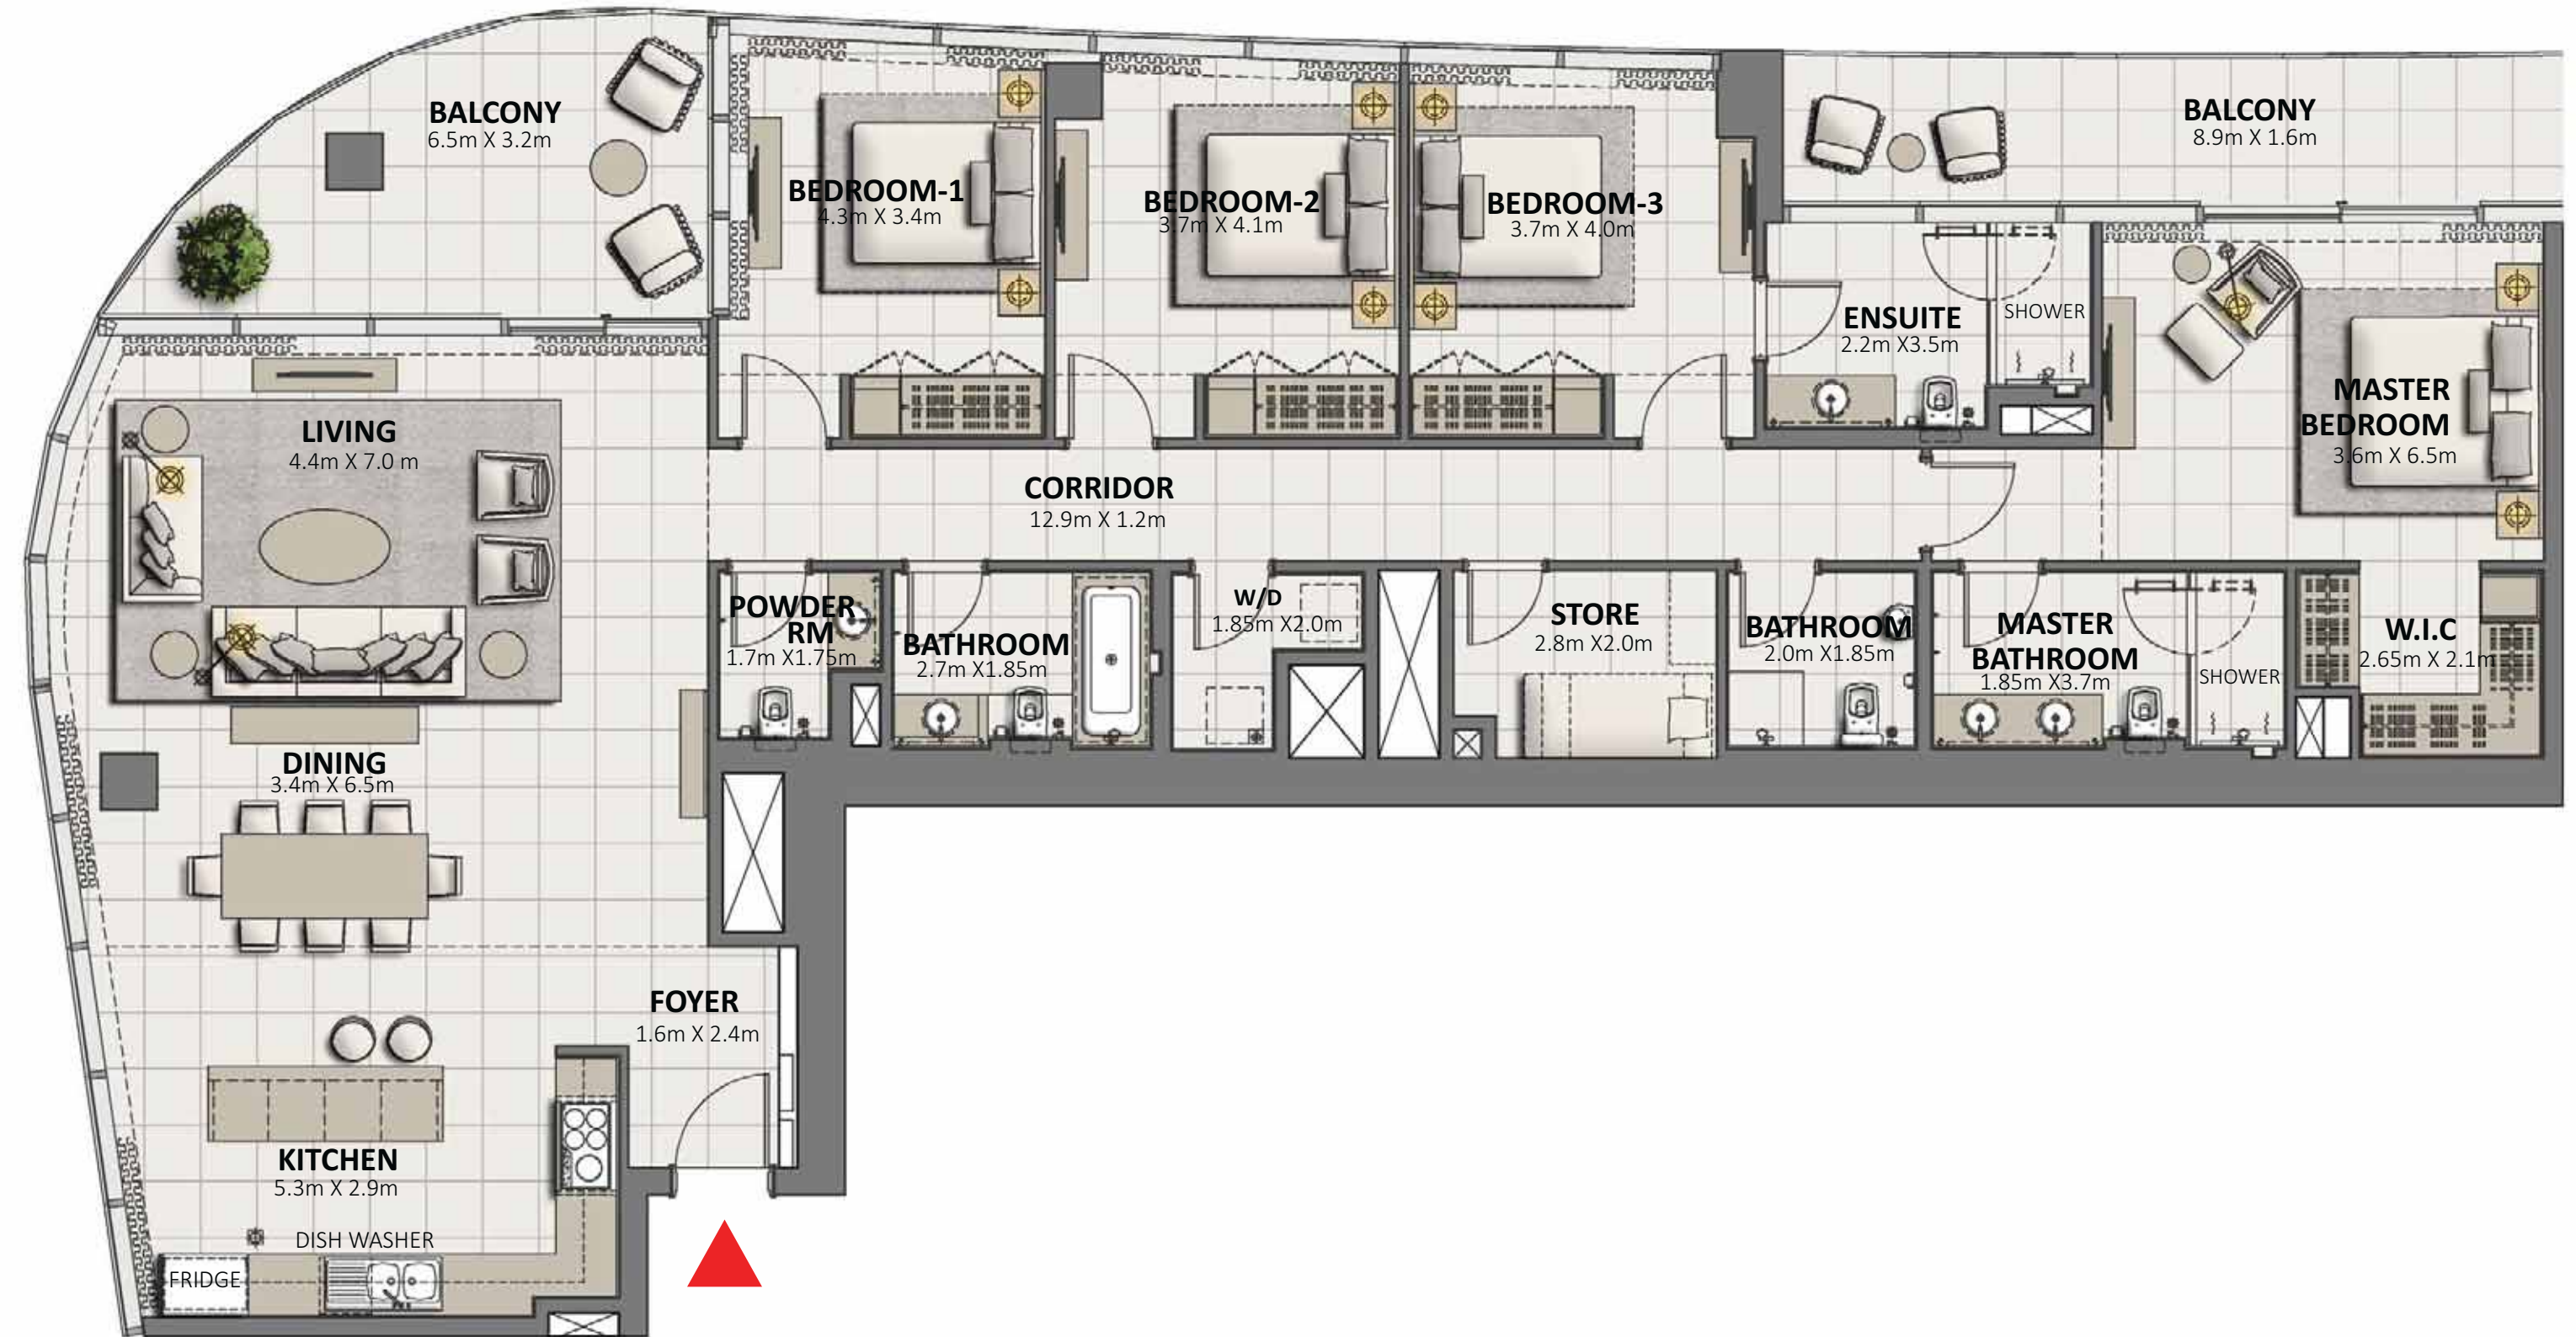 BALCONY
6.5m X 3.2m
BEDROOM-1
4.3m X 3.4m
BEDROOM-2
3.7m X 4.1m
BEDROOM-3
3.7m X 4.0m
BALCONY
8.9m X 1.6m
ENSUITE
2.2m X3.5m
SHOWER
MASTER
BEDROOM
3.6m X 6.5m
LIVING
4.4m X 7.0 m
CORRIDOR
12.9m X 1.2m
POWDER
RM
1.7m X1.75m
BATHROOM
2.7m X1.85m
W/D
1.85m X2.0m
STORE
2.8m X2.0m
BATHROOM
2.0m X1.85m
MASTER
BATHROOM
1.85m X3.7m
SHOWER
W.I.C
2.65m X 2.1m
DINING
3.4m X 6.5m
FOYER
1.6m X 2.4m
KITCHEN
5.3m X 2.9m
DISH WASHER
FRIDGE